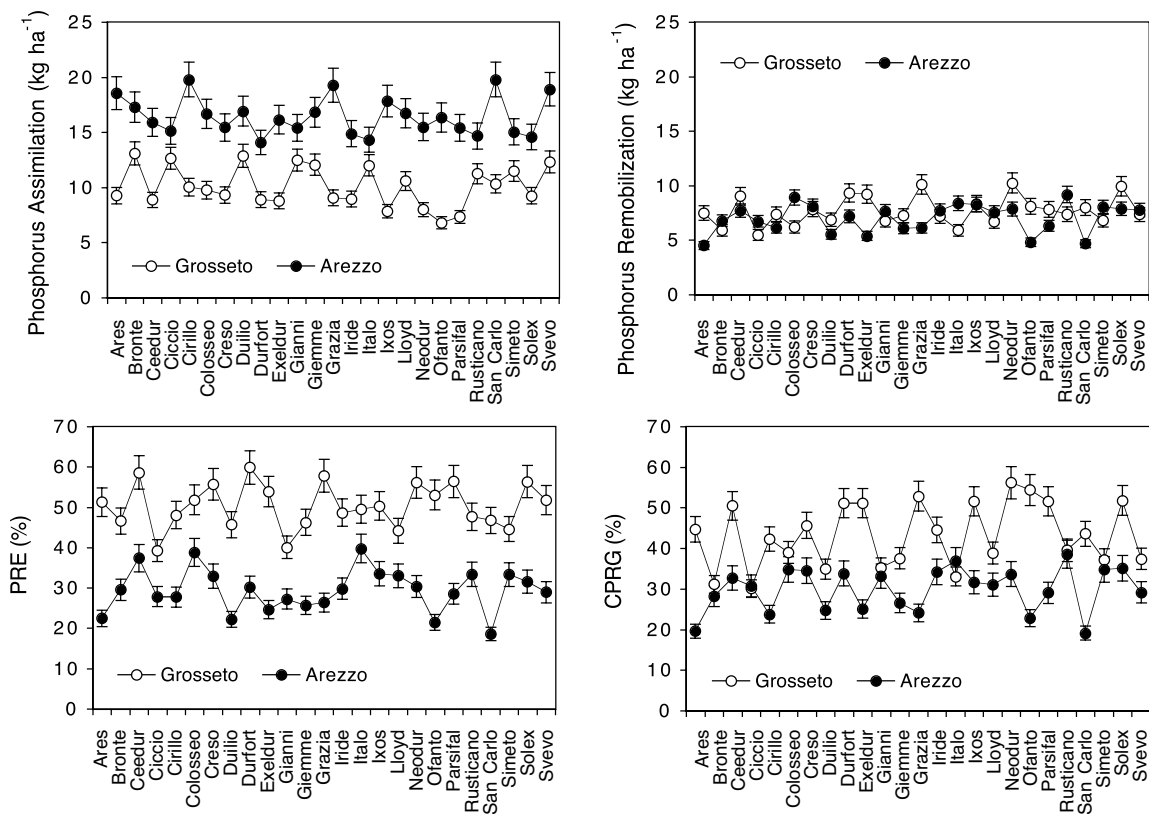 Phosphorus Assimilation (kg ha-1)
25
20
15
10
5
0
Grosseto
Arezzo
Ares
Bronte
Ceedur
Ciccio
Cirillo
Colosseo
Creso
Duilio
Durfort
Exeldur
Gianni
Giemme
Grazia
Iride
Italo
Ixos
Lloyd
Neodur
Ofanto
Parsifal
Rusticano
San Carlo
Simeto
Solex
Svevo
Phosphorus Remobilization (kg ha-1)
25
20
15
10
5
0
Grosseto
Arezzo
Ares
Bronte
Ceedur
Ciccio
Cirillo
Colosseo
Creso
Duilio
Durfort
Exeldur
Gianni
Giemme
Grazia
Iride
Italo
Ixos
Lloyd
Neodur
Ofanto
Parsifal
Rusticano
San Carlo
Simeto
Solex
Svevo
PRE (%)
70
60
50
40
30
20
10
0
Grosseto
Arezzo
Ares
Bronte
Ceedur
Ciccio
Cirillo
Colosseo
Creso
Duilio
Durfort
Exeldur
Gianni
Giemme
Grazia
Iride
Italo
Ixos
Lloyd
Neodur
Ofanto
Parsifal
Rusticano
San Carlo
Simeto
Solex
Svevo
CPRG (%)
70
60
50
40
30
20
10
0
Grosseto
Arezzo
Ares
Bronte
Ceedur
Ciccio
Cirillo
Colosseo
Creso
Duilio
Durfort
Exeldur
Gianni
Giemme
Grazia
Iride
Italo
Ixos
Lloyd
Neodur
Ofanto
Parsifal
Rusticano
San Carlo
Simeto
Solex
Svevo